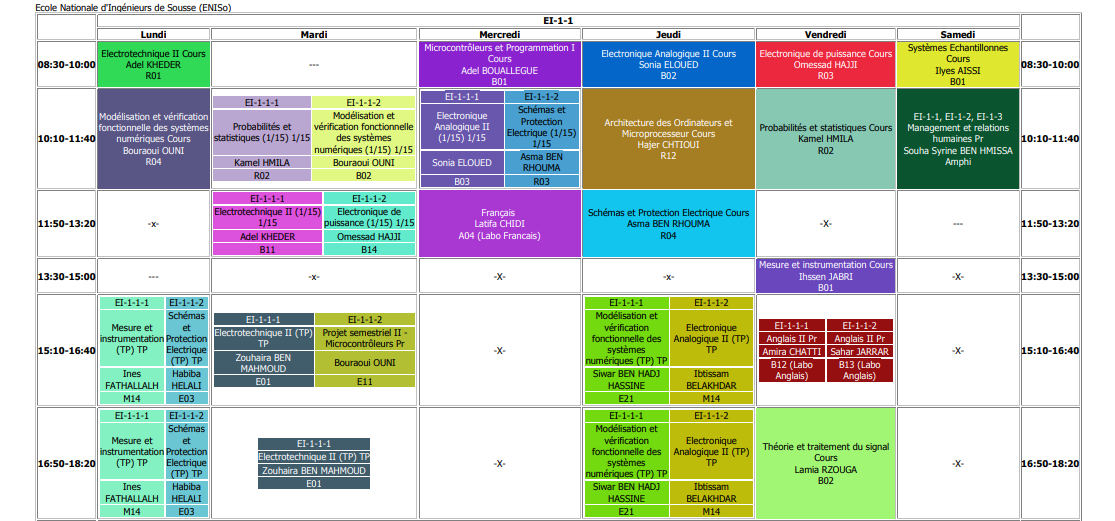 Ecole Nationale d'Ingénieurs de Sousse (ENISo)
EI-1-1
Lundi Mardi Mercredi Jeudi Vendredi Samedi
08:30-10:00
Electrotechnique II Cours
Adel KHEDER
R01
---
Microcontrôleurs et Programmation I
Cours
Adel BOUALLEGUE
B01
Electronique Analogique II Cours
Sonia ELOUED
B02
Electronique de puissance Cours
Omessad HAJJI
R03
Systèmes Echantillonnes
Cours
Ilyes AISSI
B01
08:30-10:00
10:10-11:40
Modélisation et vérification
fonctionnelle des systèmes
numériques Cours
Bouraoui OUNI
R04
EI-1-1-1
Probabilités et
statistiques (1/15) 1/15
Kamel HMILA
R02
EI-1-1-2
Modélisation et
vérification fonctionnelle
des systèmes
numériques (1/15) 1/15
Bouraoui OUNI
B02
EI-1-1-1
Electronique
Analogique II
(1/15) 1/15
Sonia ELOUED
B03
EI-1-1-2
Schémas et
Protection
Electrique (1/15)
1/15
Asma BEN
RHOUMA
R03
Architecture des Ordinateurs et
Microprocesseur Cours
Hajer CHTIOUI
R12
Probabilités et statistiques Cours
Kamel HMILA
R02
EI-1-1, EI-1-2, EI-1-3
Management et relations
humaines Pr
Souha Syrine BEN HMISSA
Amphi
10:10-11:40
11:50-13:20
-x-
EI-1-1-1
Electrotechnique II (1/15)
1/15
Adel KHEDER
B11
EI-1-1-2
Electronique de
puissance (1/15) 1/15
Omessad HAJJI
B14
Français
Latifa CHIDI
A04 (Labo Francais)
Schémas et Protection Electrique Cours
Asma BEN RHOUMA
R04
-X-
---
11:50-13:20
13:30-15:00
---
-x-
-X-
-x-
Mesure et instrumentation Cours
Ihssen JABRI
B01
-X-
13:30-15:00
15:10-16:40
EI-1-1-1
Mesure et
instrumentation
(TP) TP
Ines
FATHALLALH
M14
EI-1-1-2
Schémas
et
Protection
Electrique
(TP) TP
Habiba
HELALI
E03
EI-1-1-1
Electrotechnique II (TP)
TP
Zouhaira BEN
MAHMOUD
E01
EI-1-1-2
Projet semestriel II -
Microcontrôleurs Pr
Bouraoui OUNI
E11
-X-
EI-1-1-1
Modélisation et
vérification
fonctionnelle des
systèmes
numériques (TP) TP
Siwar BEN HADJ
HASSINE
E21
EI-1-1-2
Electronique
Analogique II (TP)
TP
Ibtissam
BELAKHDAR
M14
EI-1-1-1
Anglais II Pr
Amira CHATTI
B12 (Labo
Anglais)
EI-1-1-2
Anglais II Pr
Sahar JARRAR
B13 (Labo
Anglais)
-X-
15:10-16:40
16:50-18:20
EI-1-1-1
Mesure et
instrumentation
(TP) TP
Ines
FATHALLALH
M14
EI-1-1-2
Schémas
et
Protection
Electrique
(TP) TP
Habiba
HELALI
E03
EI-1-1-1
Electrotechnique II (TP) TP
Zouhaira BEN MAHMOUD
E01
-X-
EI-1-1-1
Modélisation et
vérification
fonctionnelle des
systèmes
numériques (TP) TP
Siwar BEN HADJ
HASSINE
E21
EI-1-1-2
Electronique
Analogique II (TP)
TP
Ibtissam
BELAKHDAR
M14
Théorie et traitement du signal
Cours
Lamia RZOUGA
B02
-X-
16:50-18:20